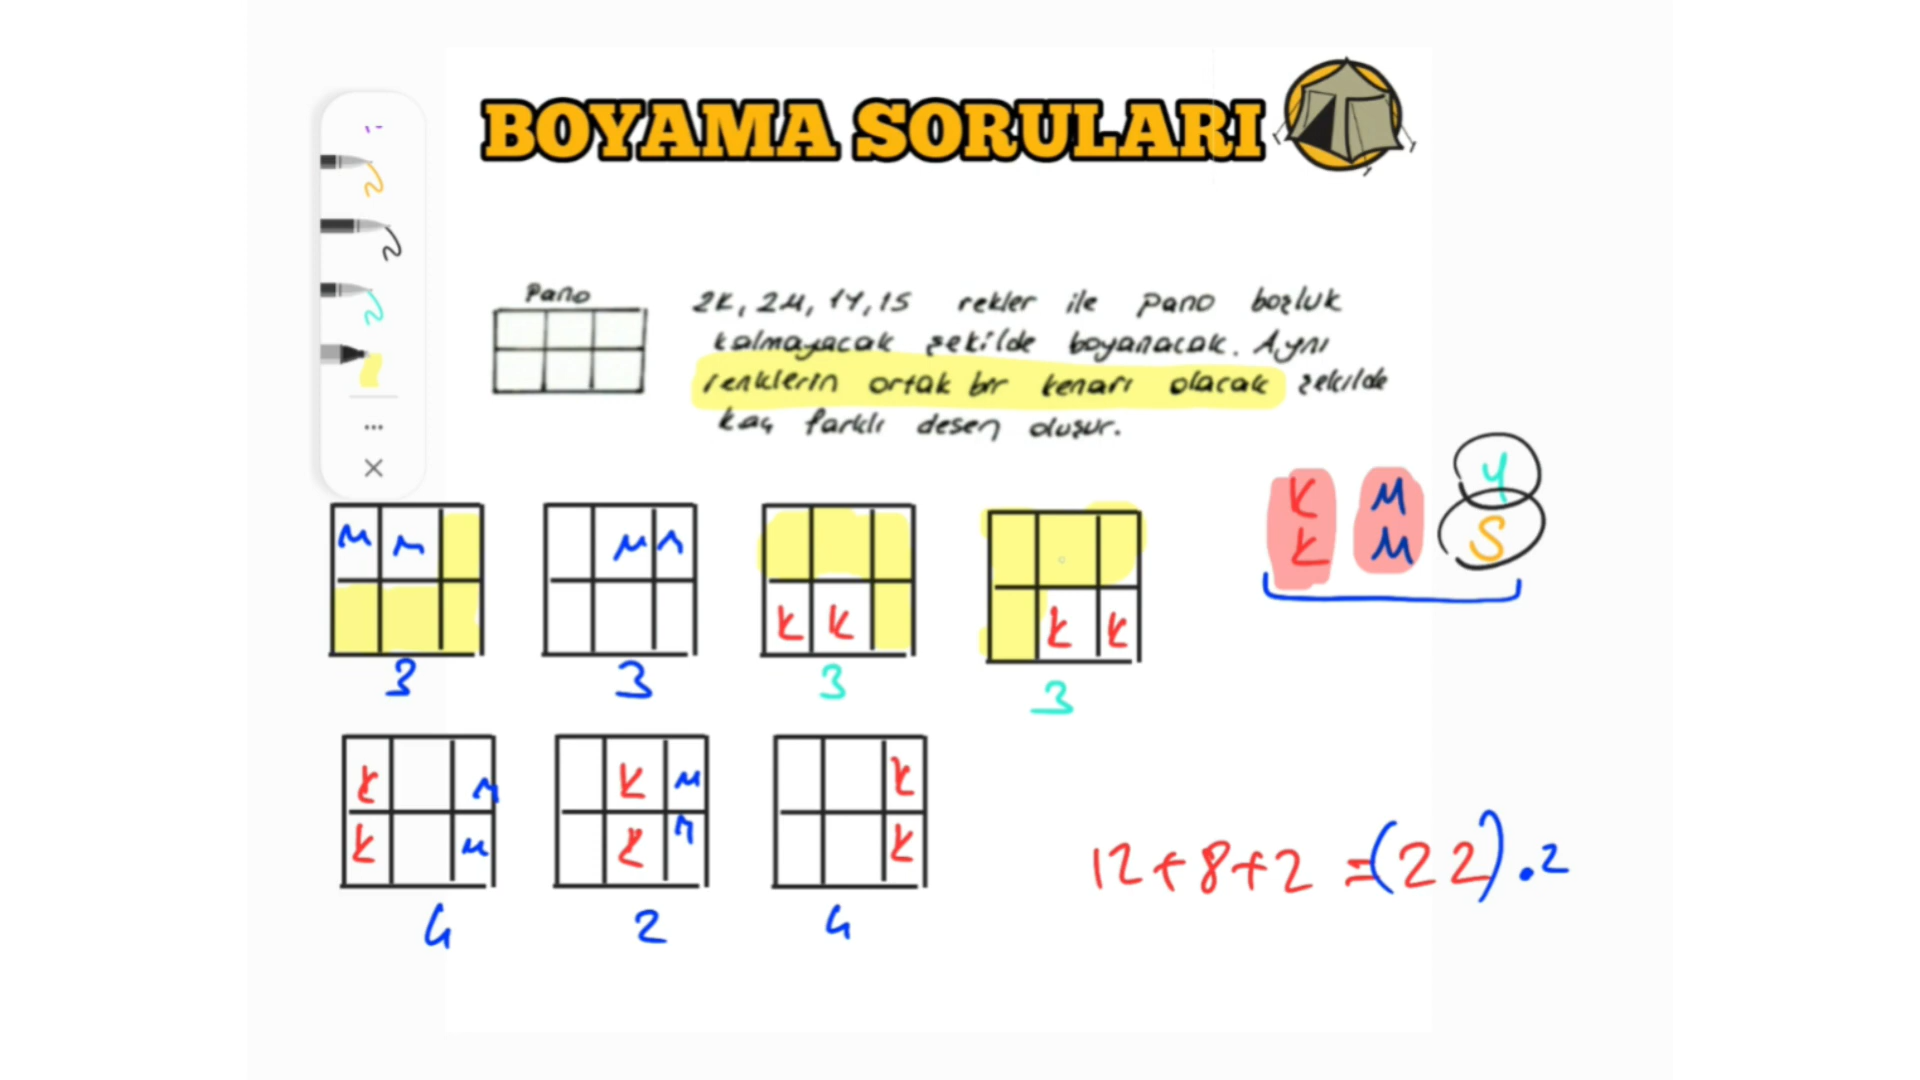 BOYAMA SORULARI
Pano
2K, 2M, 1Y, 1S rekler ile pano boşluk
kalmayacak şekilde boyanacak. Aynı
renklerin ortak bir kenarı olacak şekilde
kaç farklı desen oluşur.
K M Y
K M S
M M
M M
K K
K K
3 3 3 3
K M
K M
K M
K M
K
K
4 2 4
12+8+2 = (22).2